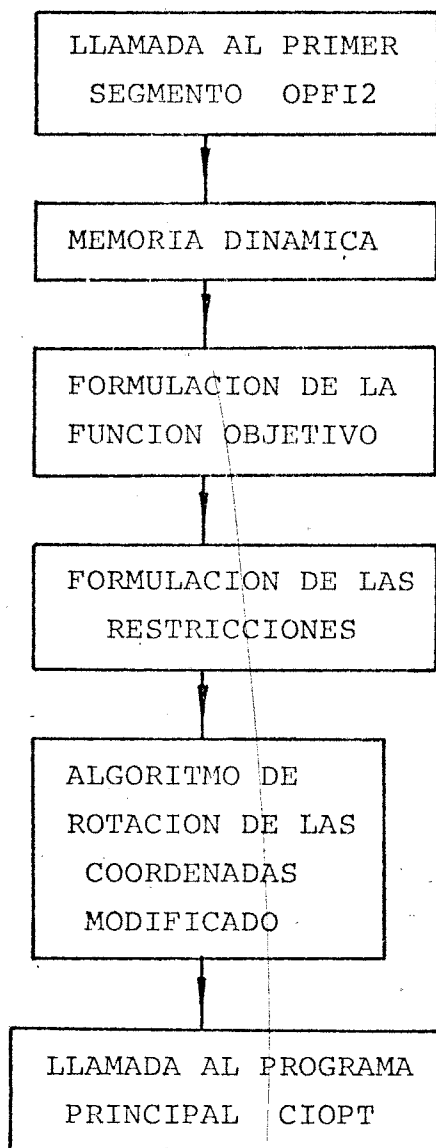 LLAMADA AL PRIMER
SEGMENTO OPFI2
MEMORIA DINAMICA
FORMULACION DE LA
FUNCION OBJETIVO
FORMULACION DE LAS
RESTRICCIONES
ALGORITMO DE
ROTACION DE LAS
COORDENADAS
MODIFICADO
LLAMADA AL PROGRAMA
PRINCIPAL CIOPT